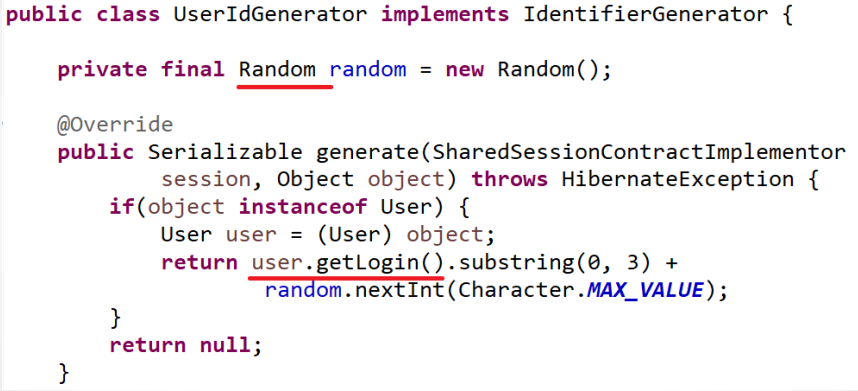 public class UserIdGenerator implements IdentifierGenerator {
private final Random random = new Random();
@Override
public Serializable generate(SharedSessionContractImplementor
session, Object object) throws HibernateException {
if(object instanceof User) {
User user = (User) object;
return user.getLogin().substring(0, 3) +
random.nextInt(Character.MAX_VALUE);
}
return null;
}